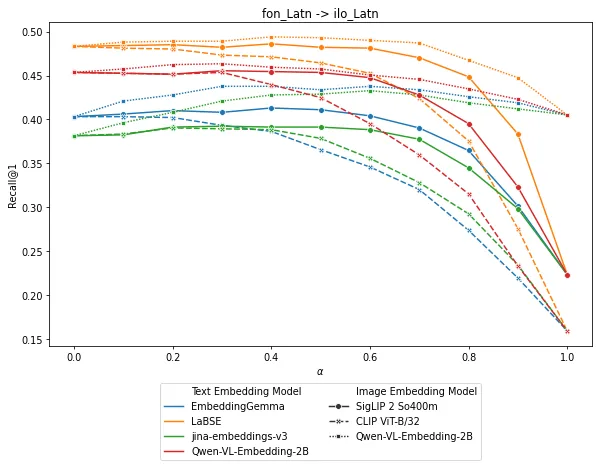 fon_Latn -> ilo_Latn
0.50
0.45
0.40
0.35
0.30
0.25
0.20
0.15
Recall@1
0.0 0.2 0.4 0.6 0.8 1.0
α
Text Embedding Model
EmbeddingGemma
LaBSE
jina-embeddings-v3
Qwen-VL-Embedding-2B
Image Embedding Model
SigLIP 2 So400m
CLIP ViT-B/32
Qwen-VL-Embedding-2B